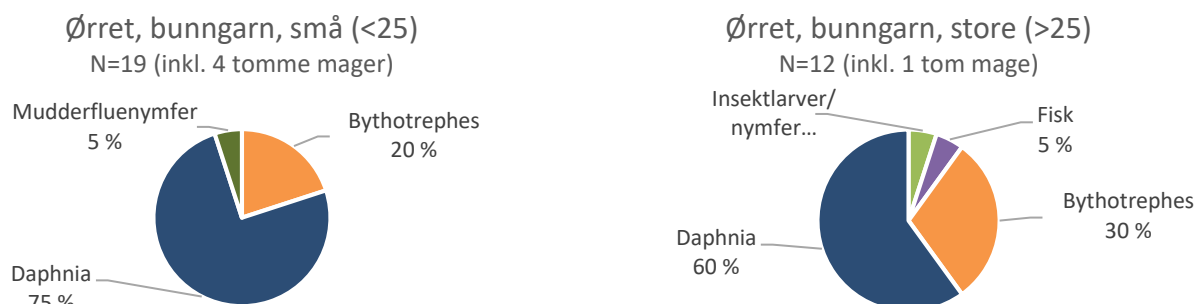 Ørret, bunngarn, små (<25)
N=19 (inkl. 4 tomme mager)
Mudderfluenymfer
5 %
Bythotrephes
20 %
Daphnia
75 %
Ørret, bunngarn, store (>25)
N=12 (inkl. 1 tom mage)
Insektlarver/
nymfer...
Fisk
5 %
Bythotrephes
30 %
Daphnia
60 %